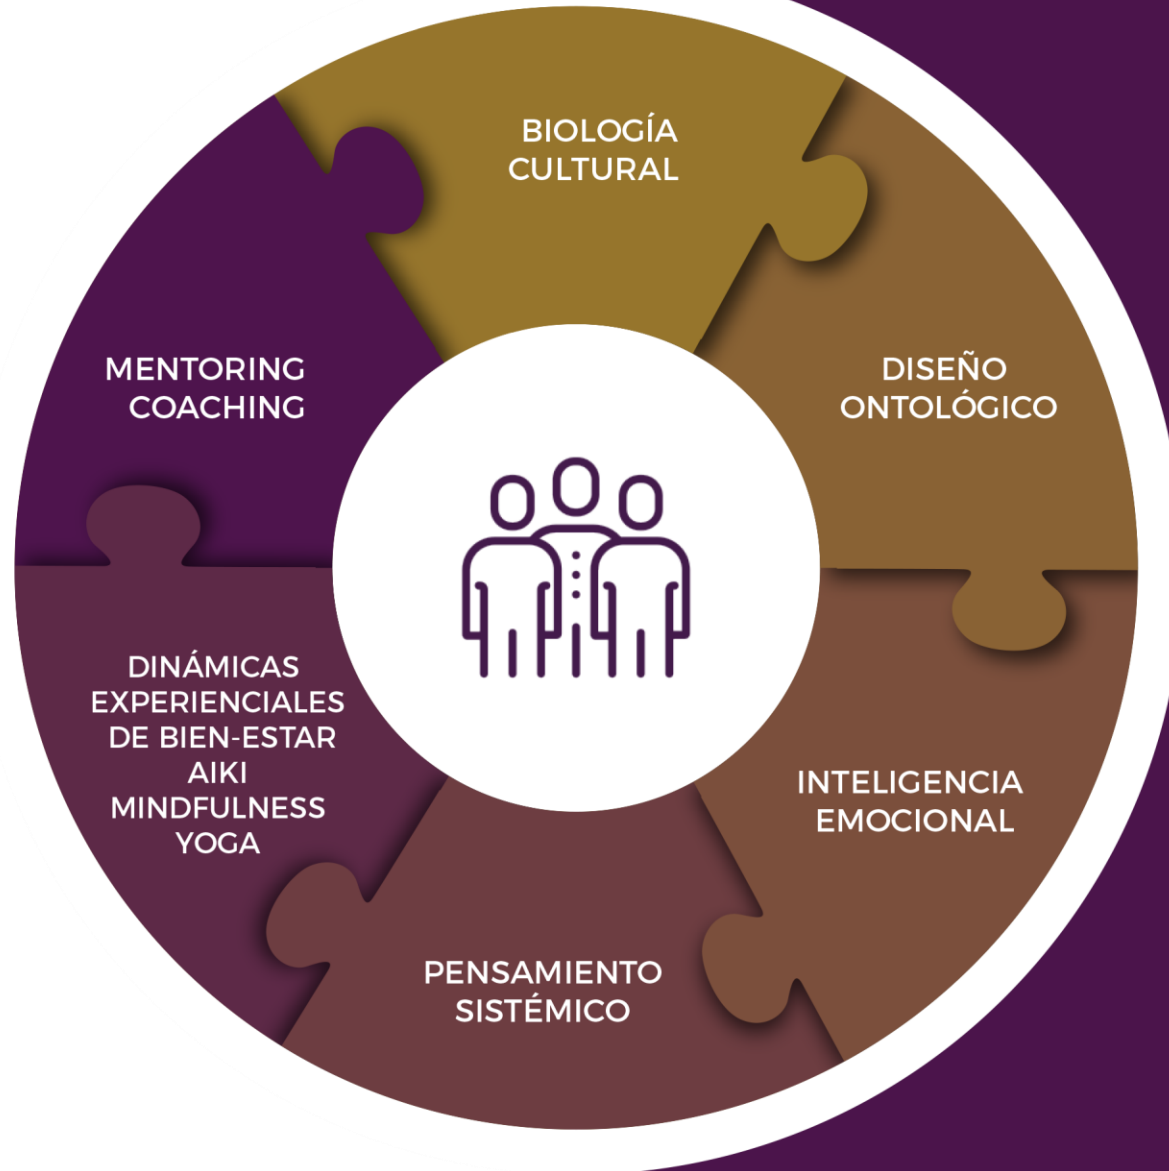 BIOLOGÍA
CULTURAL
DISEÑO
ONTOLÓGICO
INTELIGENCIA
EMOCIONAL
PENSAMIENTO
SISTÉMICO
DINÁMICAS
EXPERIENCIALES
DE BIEN-ESTAR
AIKI
MINDFULNESS
YOGA
MENTORING
COACHING